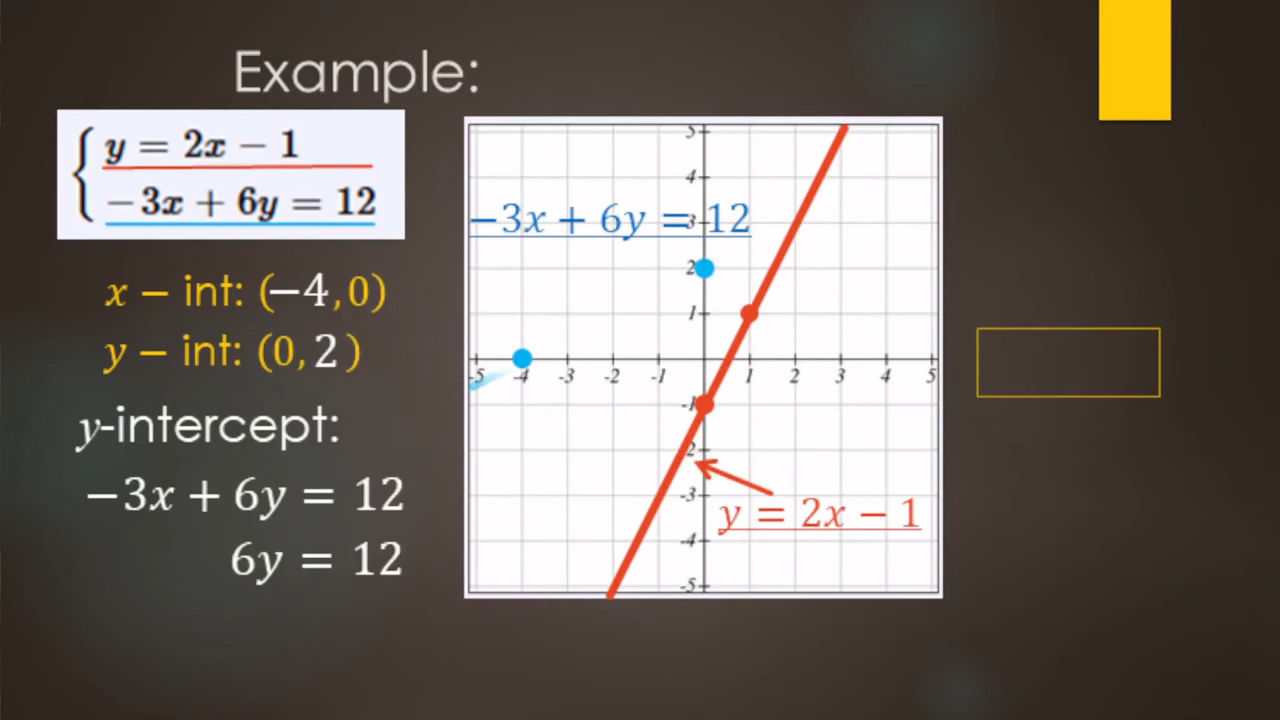 Example:
y = 2x − 1
−3x + 6y = 12
x − int: (−4,0)
y − int: (0,2)
y-intercept:
−3x + 6y = 12
6y = 12
−3x + 6y = 12
y = 2x − 1
5
4
3
2
1
-5 -4 -3 -2 -1 1 2 3 4 5
-1
-2
-3
-4
-5